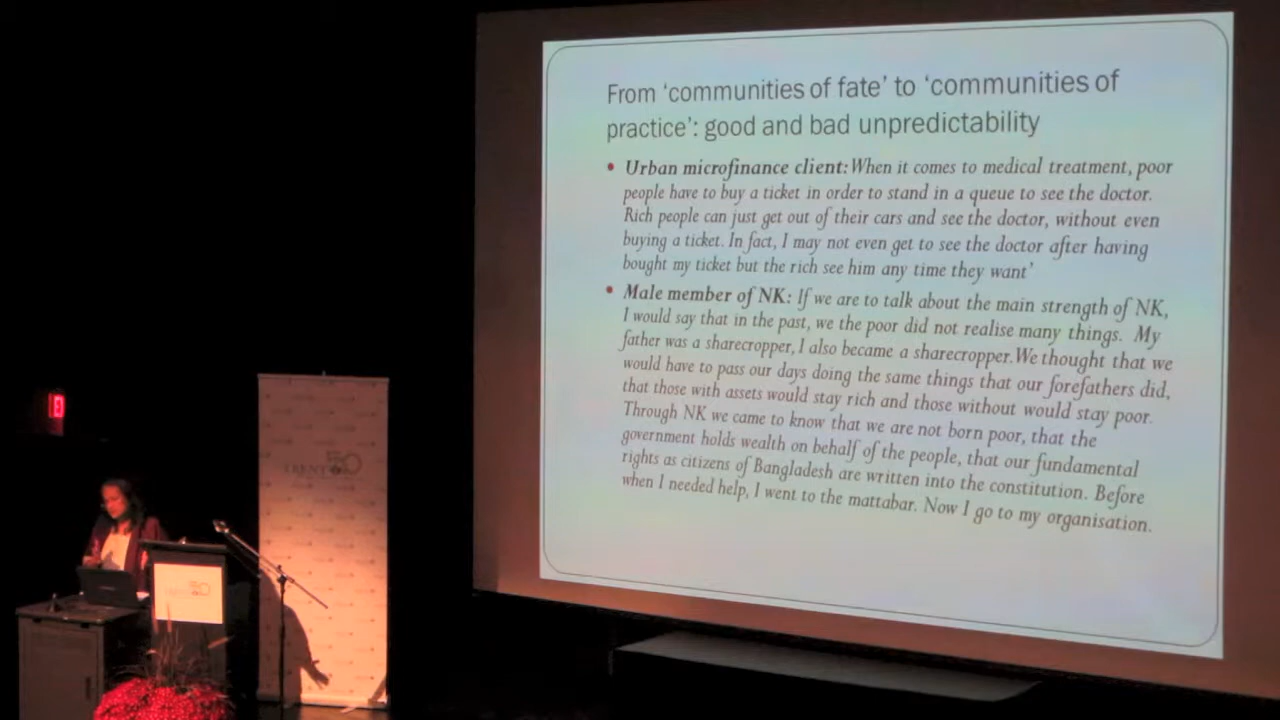 From ‘communities of fate’ to ‘communities of
practice’: good and bad unpredictability
• Urban microfinance client: When it comes to medical treatment, poor
people have to buy a ticket in order to stand in a queue to see the doctor.
Rich people can just get out of their cars and see the doctor, without even
buying a ticket. In fact, I may not even get to see the doctor after having
bought my ticket but the rich see him any time they want’
• Male member of NK: If we are to talk about the main strength of NK,
I would say that in the past, we the poor did not realise many things. My
father was a sharecropper, I also became a sharecropper. We thought that we
would have to pass our days doing the same things that our forefathers did,
that those with assets would stay rich and those without would stay poor.
Through NK we came to know that we are not born poor, that the
government holds wealth on behalf of the people, that our fundamental
rights as citizens of Bangladesh are written into the constitution. Before
when I needed help, I went to the mattabar. Now I go to my organisation.
TRENT 50
50